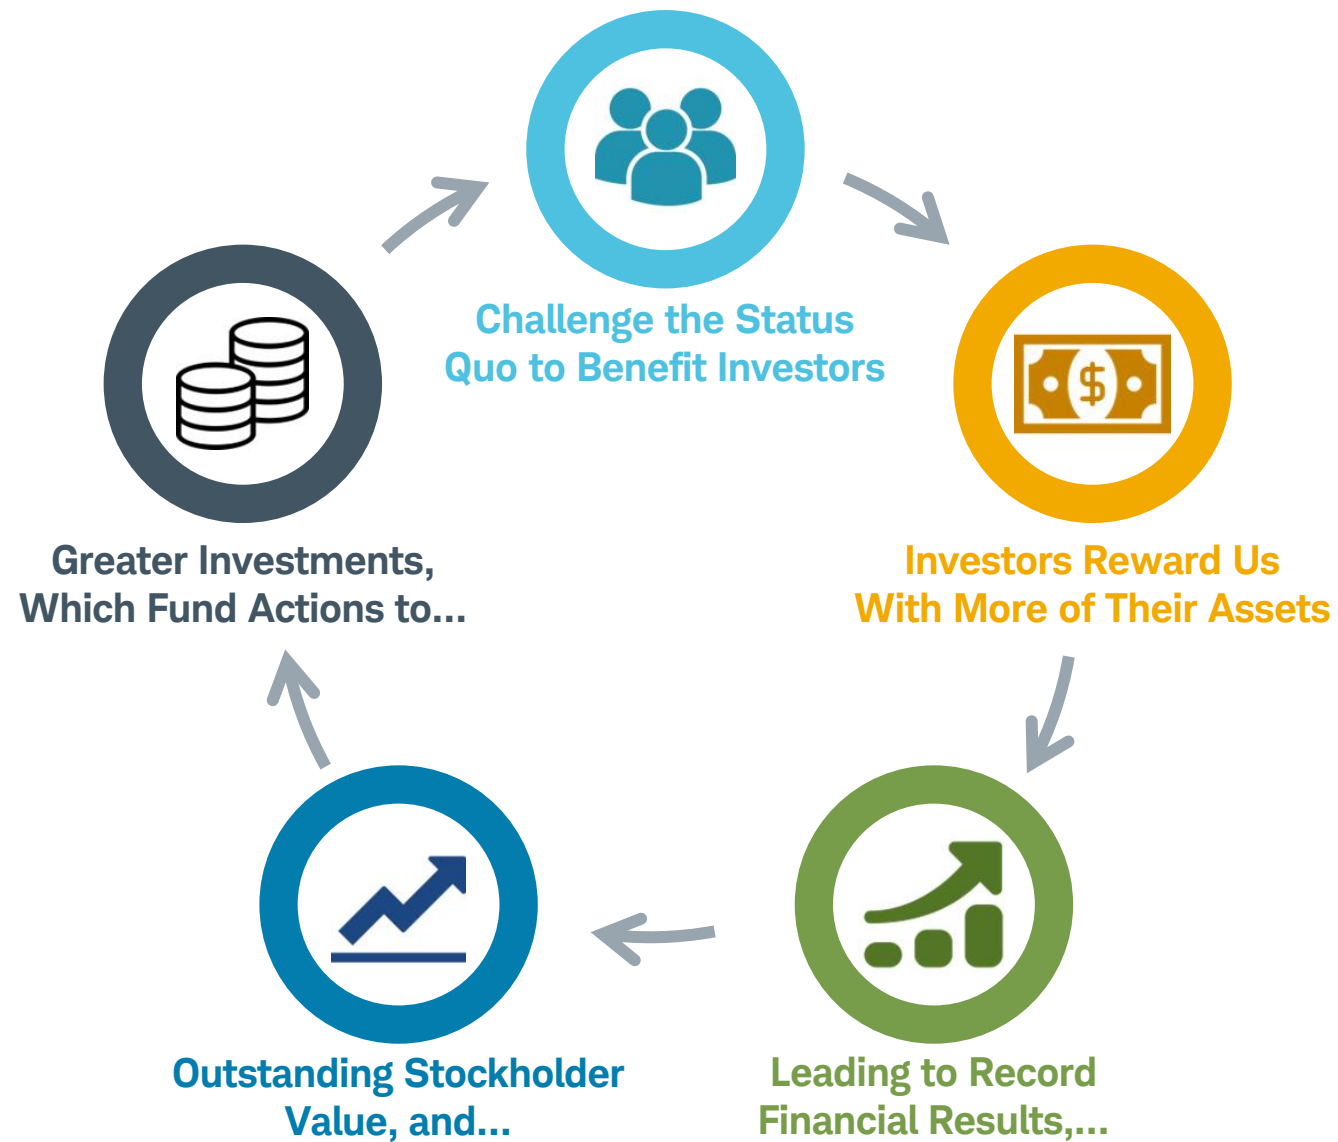 Challenge the Status
Quo to Benefit Investors
$
Investors Reward Us
With More of Their Assets
Leading to Record
Financial Results,...
Outstanding Stockholder
Value, and...
Greater Investments,
Which Fund Actions to...